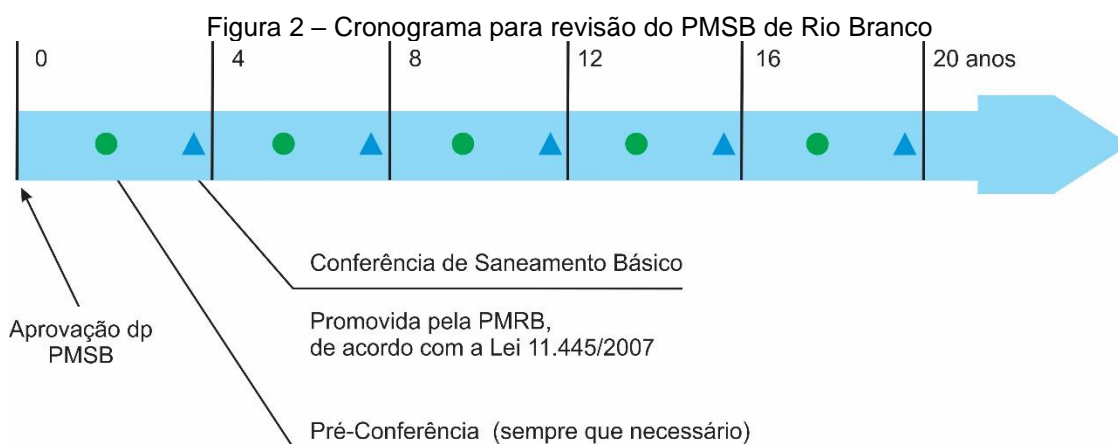 Figura 2 – Cronograma para revisão do PMSB de Rio Branco
0 4 8 12 16 20 anos
Conferência de Saneamento Básico
Promovida pela PMRB,
de acordo com a Lei 11.445/2007
Aprovação dp
PMSB
Pré-Conferência (sempre que necessário)